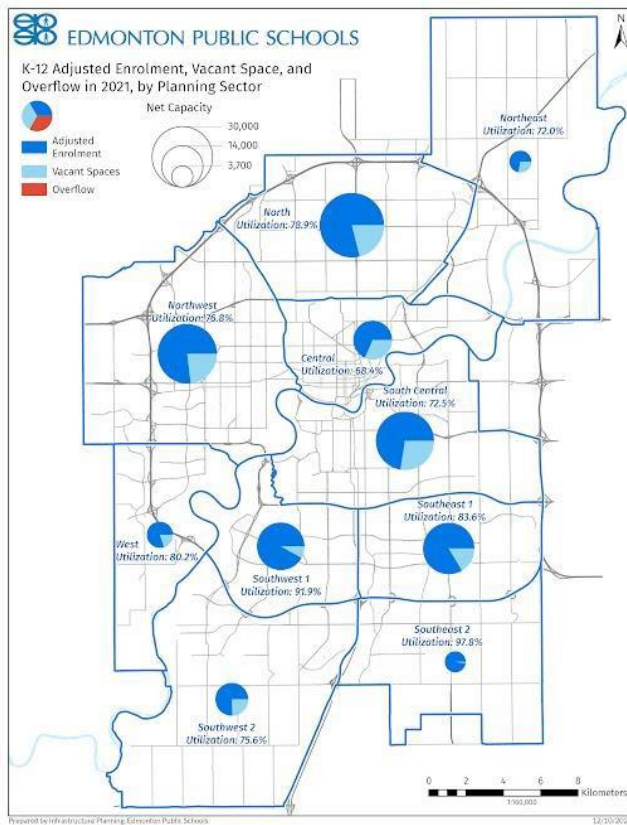 EDMONTON PUBLIC SCHOOLS
N
K-12 Adjusted Enrolment, Vacant Space, and
Overflow in 2021, by Planning Sector
Net Capacity
30,000
14,000
3,700
Adjusted
Enrolment
Vacant Spaces
Overflow
Northeast
Utilization: 72.0%
North
Utilization: 78.9%
Northwest
Utilization: 76.8%
Central
Utilization: 68.4%
South Central
Utilization: 72.5%
Southeast 1
Utilization: 83.6%
West
Utilization: 80.2%
Southwest 1
Utilization: 91.9%
Southeast 2
Utilization: 97.8%
Southwest 2
Utilization: 75.6%
0 2 4 6 8
Kilometers
1:160,000
Prepared by Infrastructure Planning, Edmonton Public Schools